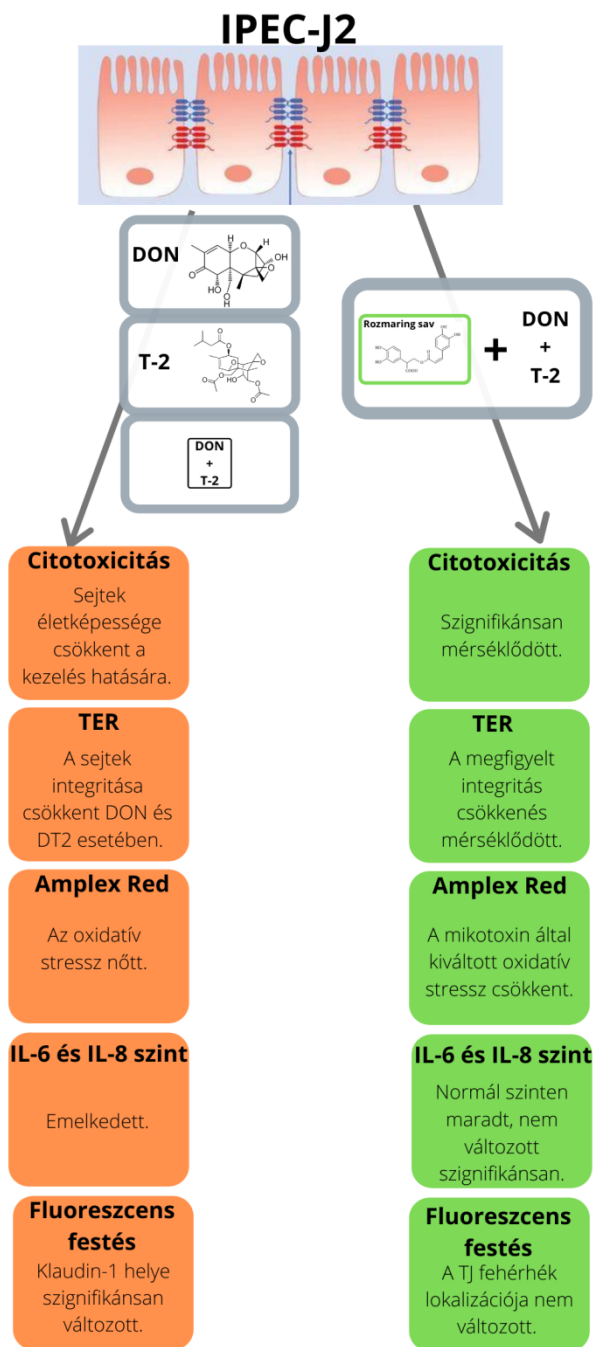 IPEC-J2
DON
T-2
DON
+
T-2
Rozmaring sav
+
DON
+
T-2
Citotoxicitás
Sejtek
életképessége
csökkent a
kezelés hatására.
TER
A sejtek
integritása
csökkent DON és
DT2 esetében.
Amplex Red
Az oxidatív
stressz nőtt.
IL-6 és IL-8 szint
Emelkedett.
Fluoreszcens
festés
Klaudin-1 helye
szignifikánsan
változott.
Citotoxicitás
Szignifikánsan
mérséklődött.
TER
A megfigyelt
integritás
csökkenés
mérséklődött.
Amplex Red
A mikotoxin által
kiváltott oxidatív
stressz csökkent.
IL-6 és IL-8 szint
Normál szinten
maradt, nem
változott
szignifikánsan.
Fluoreszcens
festés
A TJ fehérhék
lokalizációja nem
változott.